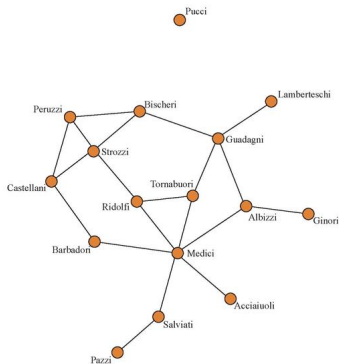 Pucci
Lamberteschi
Peruzzi
Bischeri
Guadagni
Strozzi
Castellani
Tornabuori
Ridolfi
Albizzi
Ginori
Barbadori
Medici
Acciaiuoli
Salviati
Pazzi